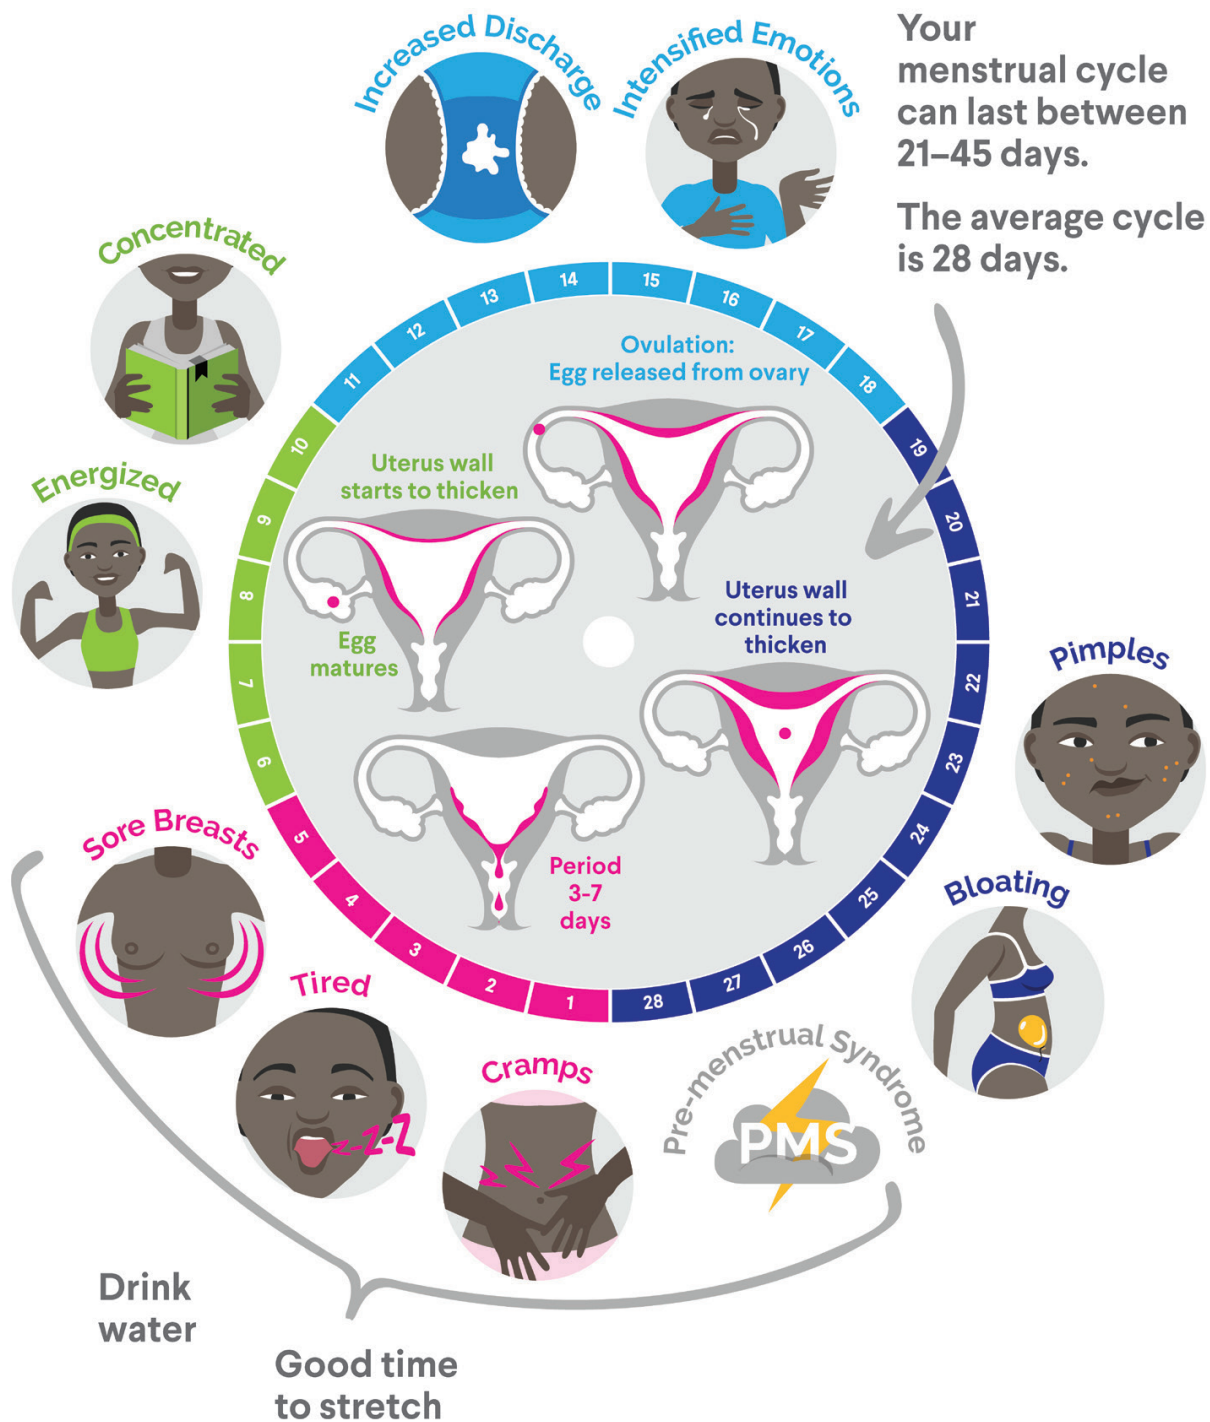 Increased Discharge
Intensified Emotions
Your
menstrual cycle
can last between
21–45 days.
The average cycle
is 28 days.
Concentrated
Energized
Ovulation:
Egg released from ovary
Uterus wall
starts to thicken
Egg
matures
Uterus wall
continues to
thicken
Period
3-7
days
1
2
3
4
5
6
7
8
9
10
11
12
13
14
15
16
17
18
19
20
21
22
23
24
25
26
27
28
Pimples
Bloating
Sore Breasts
Tired
z-z-z
Cramps
Pre-menstrual Syndrome
PMS
Drink
water
Good time
to stretch